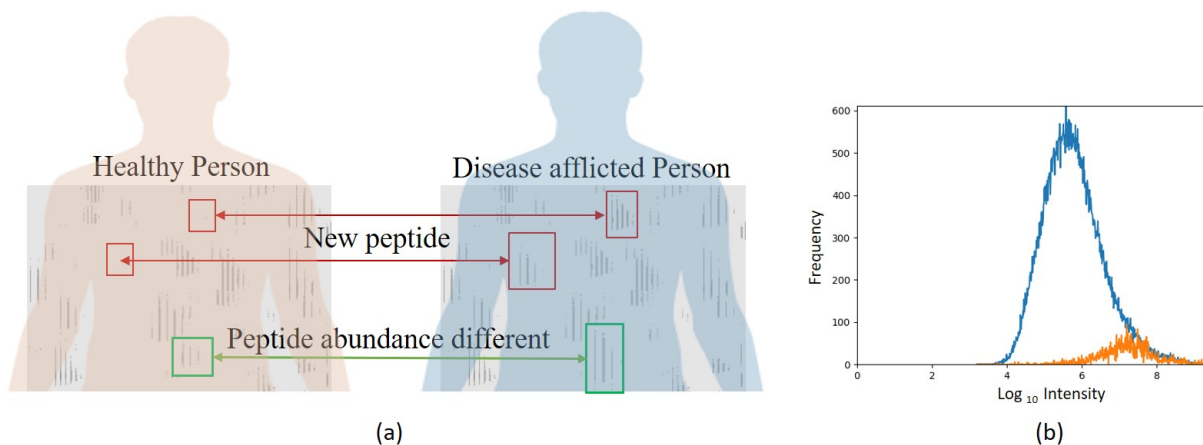 Healthy Person
Disease afflicted Person
New peptide
Peptide abundance different
(a)
600
500
400
300
200
100
0
Frequency
0 2 4 6 8
Log 10 Intensity
(b)